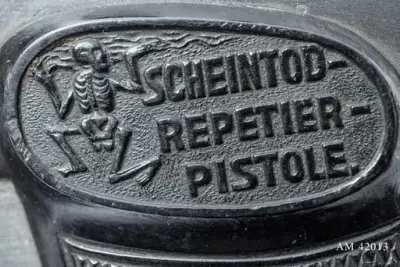 SCHEINTOD-
REPETIER-
PISTOLE.
AM 42013